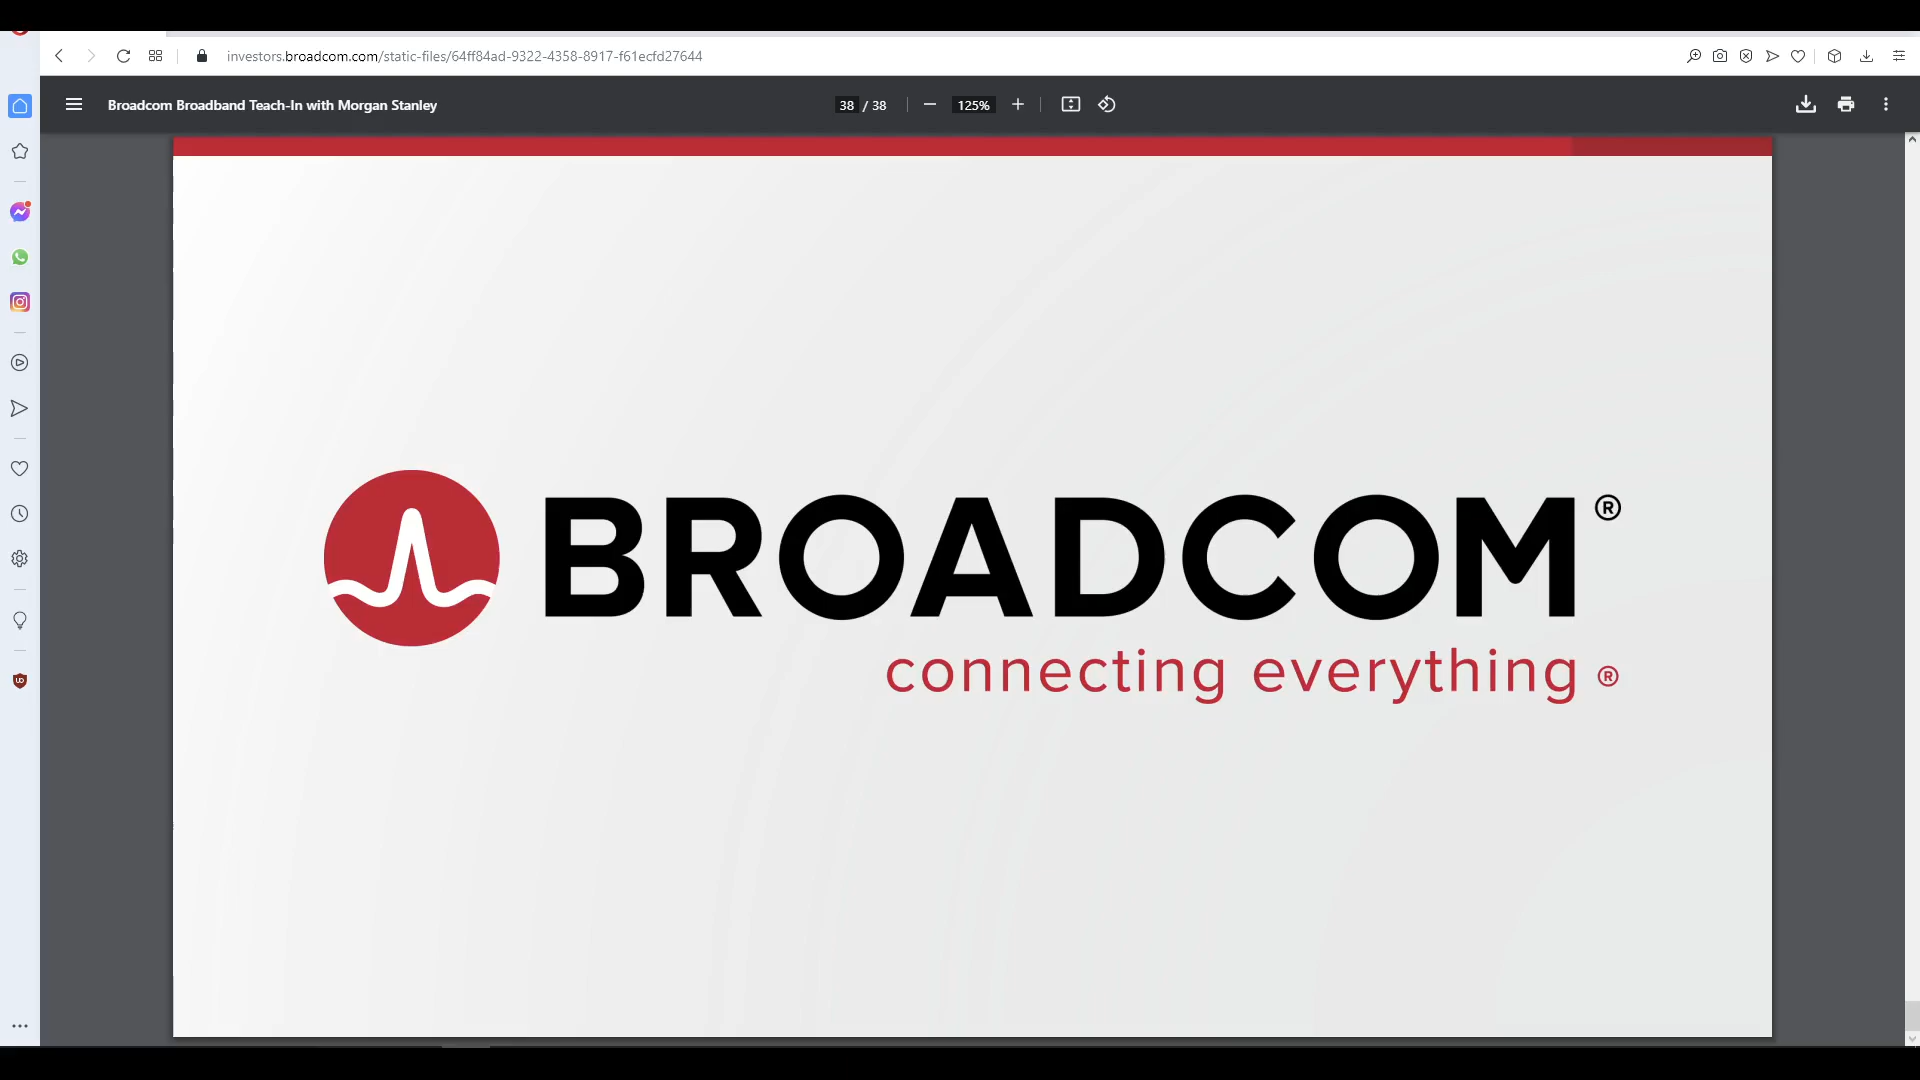 investors.broadcom.com/static-files/64ff84ad-9322-4358-8917-f61ecfd27644
Broadcom Broadband Teach-In with Morgan Stanley
38 / 38
125%
BROADCOM®
connecting everything®